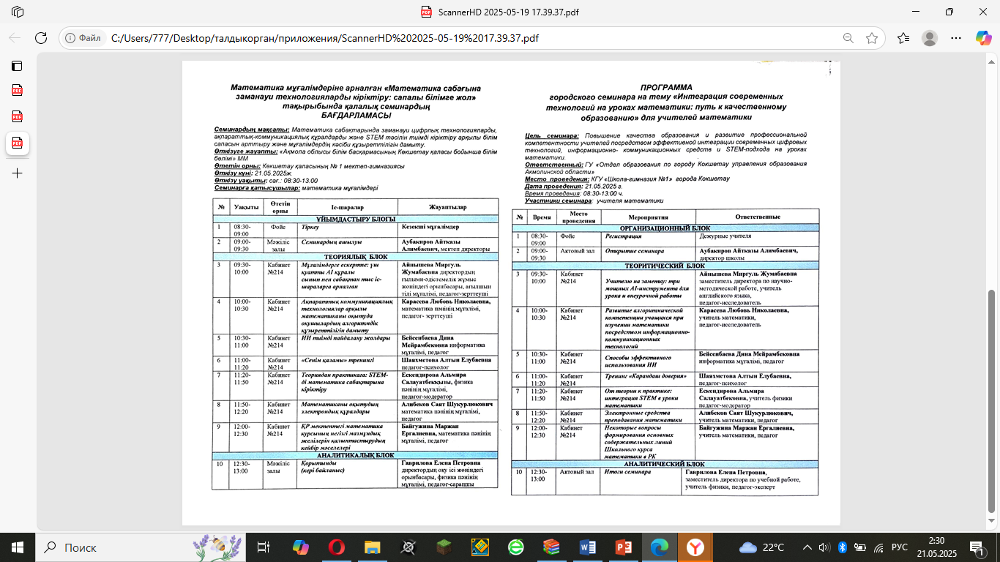 ScannerHD 2025-05-19 17.39.37.pdf
Файл C:/Users/777/Desktop/талдыкорган/приложения/ScannerHD%202025-05-19%2017.39.37.pdf
Математика мұғалімдеріне арналған «Математика сабағына
заманауи технологияларды кіріктіру: сапалы білімге жол»
тақырыбында қалалық семинардың
БАҒДАРЛАМАСЫ
Семинардың мақсаты: Математика сабақтарында заманауи цифрлық технологияларды,
ақпараттық-коммуникациялық құралдарды және STEM тәсілін тиімді кіріктіру арқылы білім
сапасын арттыру және мұғалімдердің кәсіби құзыреттілігін дамыту.
Өткізуге жауапты: «Ақмола облысы білім басқармасының Көкшетау қаласы бойынша білім
бөлімі» ММ
Өтетін орны: Көкшетау қаласының № 1 мектеп-гимназиясы
Өткізу күні: 21.05.2025ж.
Өткізу уақыты: сағ.: 08:30-13:00
Семинарға қатысушылар: математика мұғалімдері
№ Уақыты Өтетін орны Іс-шаралар Жауаптылар
ҰЙЫМДАСТЫРУ БЛОГЫ
1 08:30- Фойе Тіркеу Кезекші мұғалімдер
09:00
2 09:00- Мәжіліс Семинардың ашылуы Аубакиров Айтказы
09:30 залы Алимбаевич, мектеп директоры
ТЕОРИЯЛЫҚ БЛОК
3 09:30- Кабинет Мұғалімдерге ескертпе: үш Айнышева Миргуль
10:00 №214 қуатты AI құралы Жумабаевна директордың
сынып пен сабақтан тыс іс- ғылыми-әдістемелік жұмыс
шараларға арналған жөніндегі орынбасары, ағылшын
тілі мұғалімі, педагог-зерттеуші
4 10:00- Кабинет Ақпараттық коммуникациялық Карасева Любовь Николаевна,
10:30 №214 технологиялар арқылы математика пәнінің мұғалімі,
математиканы оқытуда педагог- зерттеуші
оқушылардың алгоритмдік
құзыреттілігін дамыту
5 10:30- Кабинет ИИ тиімді пайдалану жолдары Бейсенбаева Дина
11:00 №214 Мейрамбековна информатика
мұғалімі, педагог
6 11:00- Кабинет «Сенім қаламы» тренингі Шаяхметова Алтын Елубаевна
11:20 №214 педагог-психолог
7 11:20- Кабинет Теориядан практикаға: STEM- Ескендирова Альмира
11:50 №214 ді математика сабақтарына Салауатбекқызы, физика
кіріктіру пәнінің мұғалімі,
педагог-модератор
8 11:50- Кабинет Математиканы оқытудың Алибеков Саят Шукурлюкович
12:20 №214 электрондық құралдары математика пәнінің мұғалімі,
педагог
9 12:00- Кабинет ҚР мектептегі математика Байгужина Маржан
12:30 №214 курсының негізгі мазмұндық Ергалиевна, математика пәнінің
желілерін қалыптастырудың мұғалімі, педагог
кейбір мәселелері
АНАЛИТИКАЛЫҚ БЛОК
10 12:30- Мәжіліс Қорытынды Гаврилова Елена Петровна
13:00 залы (кері байланыс) директордың оқу ісі жөніндегі
орынбасары, физика пәнінің
мұғалімі, педагог-сарапшы
ПРОГРАММА
городского семинара на тему «Интеграция современных
технологий на уроках математики: путь к качественному
образованию» для учителей математики
Цель семинара: Повышение качества образования и развитие профессиональной
компетентности учителей посредством эффективной интеграции современных цифровых
технологий, информационно- коммуникационных средств и STEM-подхода на уроках
математики.
Ответственный: ГУ «Отдел образования по городу Кокшетау управления образования
Акмолинской области»
Место проведения: КГУ «Школа-гимназия №1» города Кокшетау
Дата проведения: 21.05.2025 г.
Время проведения: 08:30-13:00 ч.
Участники семинара: учителя математики
№ Время Место проведения Мероприятия Ответственные
ОРГАНИЗАЦИОННЫЙ БЛОК
1 08:30- Фойе Регистрация Дежурные учителя
09:00
2 09:00- Актовый зал Открытие семинара Аубакиров Айтказы Алимбаевич,
09:30 директор школы
ТЕОРИТИЧЕСКИЙ БЛОК
3 09:30- Кабинет Айнышева Миргуль Жумабаевна
10:00 №214 Учителю на заметку: три заместитель директора по научно-
мощных AI-инструмента для методической работе, учитель
урока и внеурочной работы английского языка,
педагог-исследователь
4 10:00- Кабинет Развитие алгоритмической Карасева Любовь Николаевна,
10:30 №214 компетенции учащихся при учитель математики,
изучении математики педагог-исследователь
посредством информационно-
коммуникационных
технологий
5 10:30- Кабинет Способы эффективного Бейсенбаева Дина Мейрамбековна
11:00 №214 использования ИИ информатика мұғалімі, педагог
6 11:00- Кабинет Тренинг «Карандаш доверия» Шаяхметова Алтын Елубаевна,
11:20 №214 педагог-психолог
7 11:20- Кабинет От теории к практике: Ескендирова Альмира
11:50 №214 интеграция STEM в уроки Салауатбековна, учитель физики
математики педагог-модератор
8 11:50- Кабинет Электронные средства Алибеков Саят Шукурлюкович,
12:20 №214 преподавания математики учитель математики, педагог
9 12:00- Кабинет Некоторые вопросы Байгужина Маржан Ергалиевна,
12:30 №214 формирования основных учитель математики, педагог
содержательных линий
Школьного курса
математики в РК
АНАЛИТИЧЕСКИЙ БЛОК
10 12:30- Актовый зал Итоги семинара Гаврилова Елена Петровна,
13:00 заместитель директора по учебной работе,
учитель физики, педагог-эксперт
Поиск
22°C
РУС
2:30
21.05.2025
1